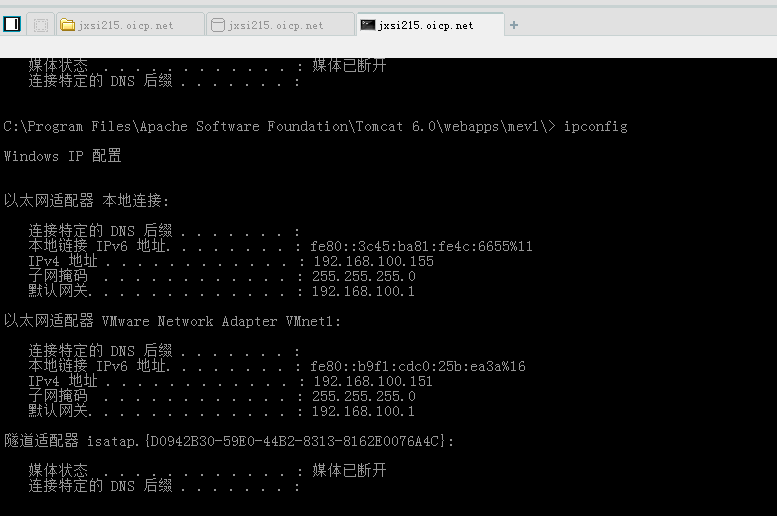 jxsi215.oicp.net jxsi215.oicp.net jxsi215.oicp.net +
媒体状态 . . . . . . . . . . . . : 媒体已断开
连接特定的 DNS 后缀 . . . . . . . :
C:\Program Files\Apache Software Foundation\Tomcat 6.0\webapps\mev1\> ipconfig
Windows IP 配置
以太网适配器 本地连接:
连接特定的 DNS 后缀 . . . . . . . :
本地链接 IPv6 地址. . . . . . . . : fe80::3c45:ba81:fe4c:6655%11
IPv4 地址 . . . . . . . . . . . . : 192.168.100.155
子网掩码 . . . . . . . . . . . . : 255.255.255.0
默认网关. . . . . . . . . . . . . : 192.168.100.1
以太网适配器 VMware Network Adapter VMnet1:
连接特定的 DNS 后缀 . . . . . . . :
本地链接 IPv6 地址. . . . . . . . : fe80::b9f1:cdc0:25b:ea3a%16
IPv4 地址 . . . . . . . . . . . . : 192.168.100.151
子网掩码 . . . . . . . . . . . . : 255.255.255.0
默认网关. . . . . . . . . . . . . : 192.168.100.1
隧道适配器 isatap.{D0942B30-59E0-44B2-8313-8162E0076A4C}:
媒体状态 . . . . . . . . . . . . : 媒体已断开
连接特定的 DNS 后缀 . . . . . . . :